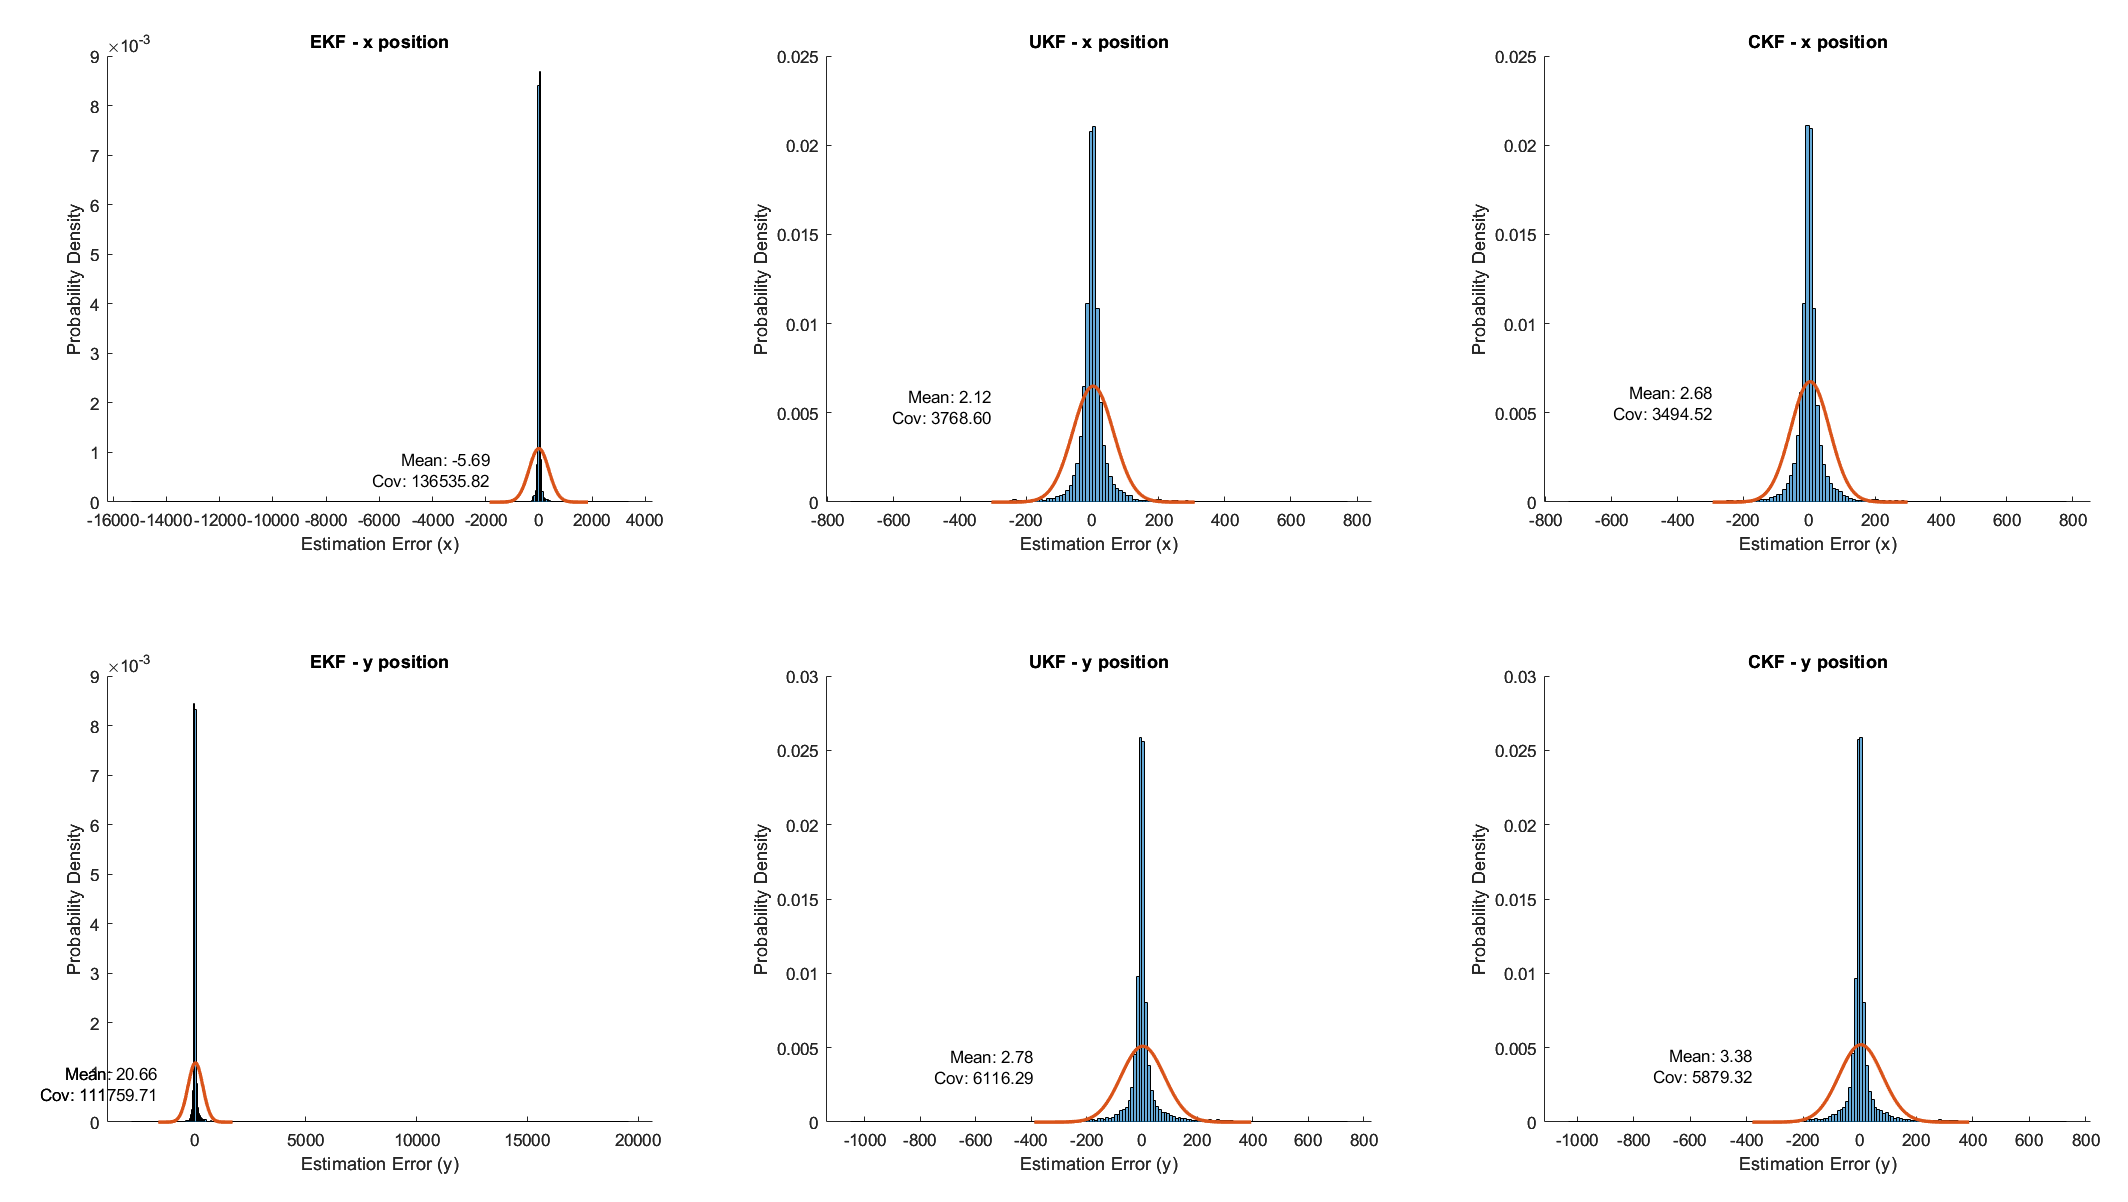 EKF - x position
×10-3
9
8
7
6
5
4
3
2
1
0
Probability Density
Mean: -5.69
Cov: 136535.82
-16000 -14000 -12000 -10000 -8000 -6000 -4000 -2000 0 2000 4000
Estimation Error (x)
UKF - x position
0.025
0.02
0.015
0.01
0.005
0
Probability Density
Mean: 2.12
Cov: 3768.60
-800 -600 -400 -200 0 200 400 600 800
Estimation Error (x)
CKF - x position
0.025
0.02
0.015
0.01
0.005
0
Probability Density
Mean: 2.68
Cov: 3494.52
-800 -600 -400 -200 0 200 400 600 800
Estimation Error (x)
EKF - y position
×10-3
9
8
7
6
5
4
3
2
1
0
Probability Density
Mean: 20.66
Cov: 111759.71
0 5000 10000 15000 20000
Estimation Error (y)
UKF - y position
0.03
0.025
0.02
0.015
0.01
0.005
0
Probability Density
Mean: 2.78
Cov: 6116.29
-1000 -800 -600 -400 -200 0 200 400 600 800
Estimation Error (y)
CKF - y position
0.03
0.025
0.02
0.015
0.01
0.005
0
Probability Density
Mean: 3.38
Cov: 5879.32
-1000 -800 -600 -400 -200 0 200 400 600 800
Estimation Error (y)